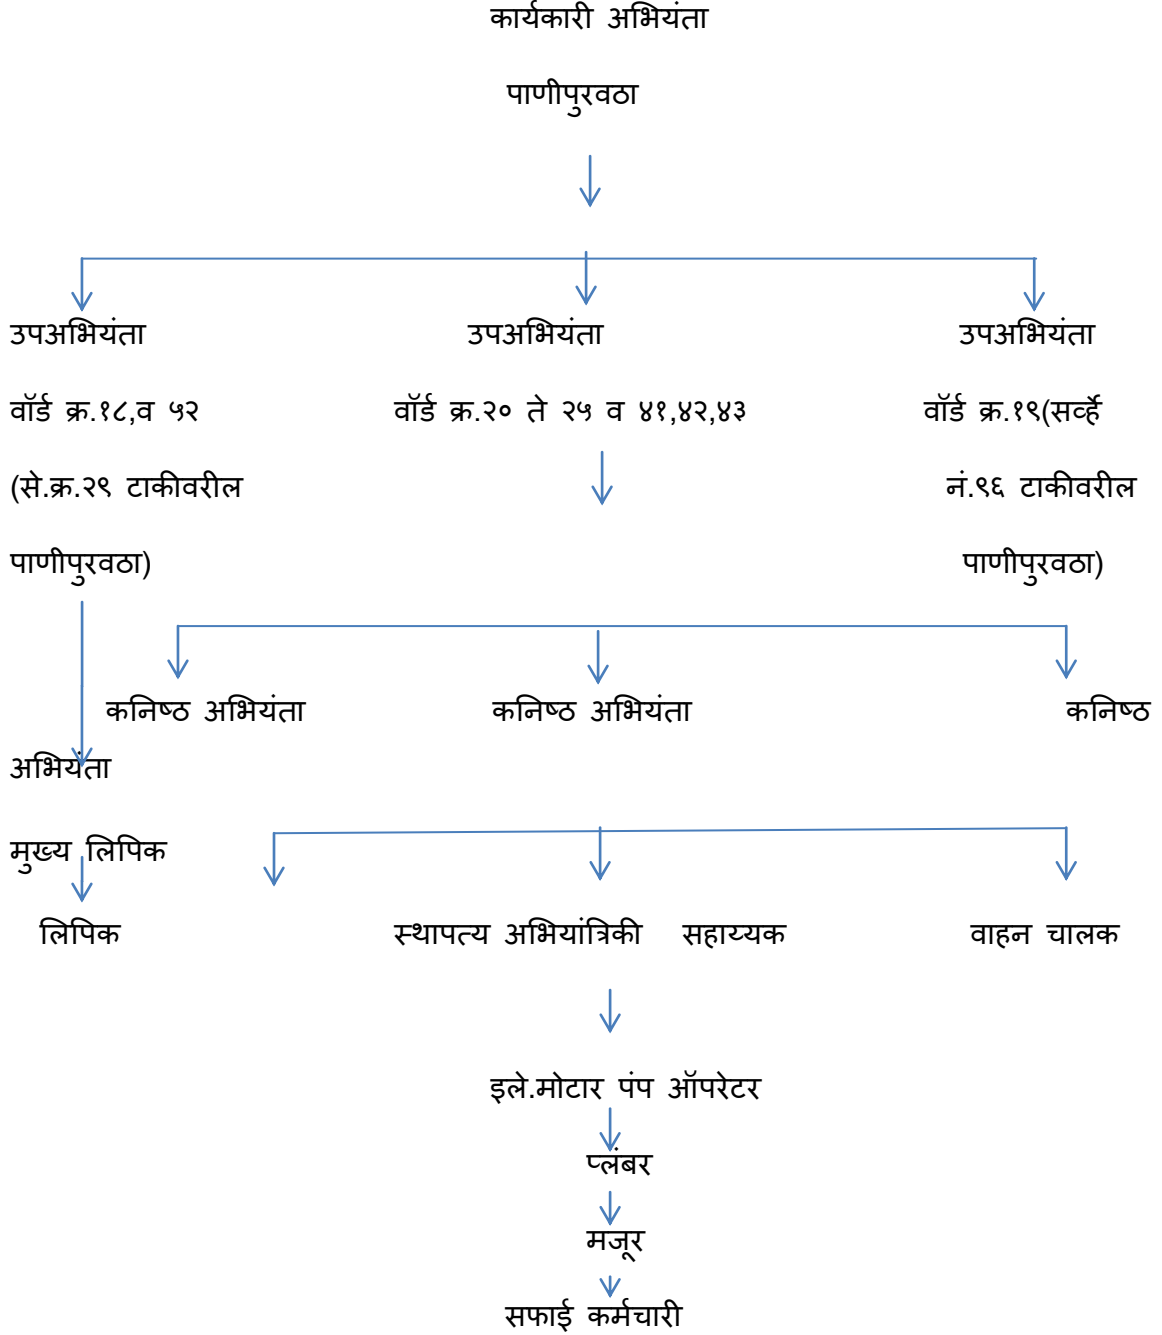 कार्यकारी अभियंता
पाणीपुरवठा
उपअभियंता उपअभियंता उपअभियंता
वॉर्ड क्र.१८,व ५२ वॉर्ड क्र.२० ते २५ व ४१,४२,४३ वॉर्ड क्र.१९(सर्व्हे
(से.क्र.२९ टाकीवरील नं.९६ टाकीवरील
पाणीपुरवठा) पाणीपुरवठा)
कनिष्ठ अभियंता कनिष्ठ अभियंता कनिष्ठ
अभियंता
मुख्य लिपिक
लिपिक स्थापत्य अभियांत्रिकी सहाय्यक वाहन चालक
इले.मोटार पंप ऑपरेटर
प्लंबर
मजूर
सफाई कर्मचारी